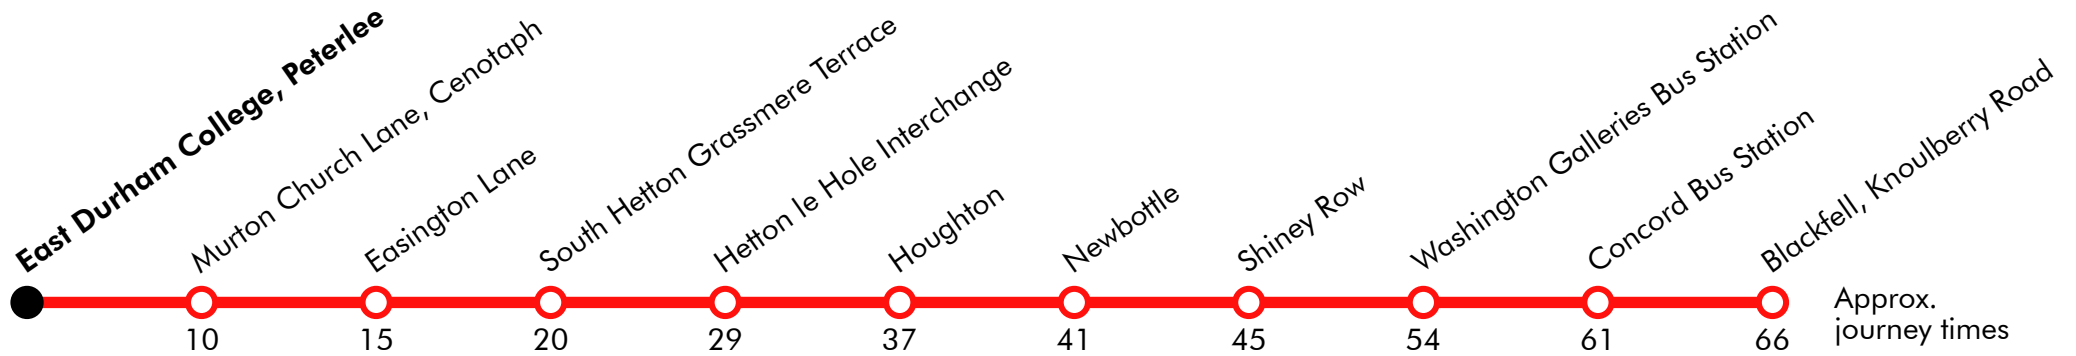 East Durham College, Peterlee
Murton Church Lane, Cenotaph
Easington Lane
South Hetton Grassmere Terrace
Hetton le Hole Interchange
Houghton
Newbottle
Shiney Row
Washington Galleries Bus Station
Concord Bus Station
Blackfell, Knoulberry Road
10 15 20 29 37 41 45 54 61 66
Approx.
journey times